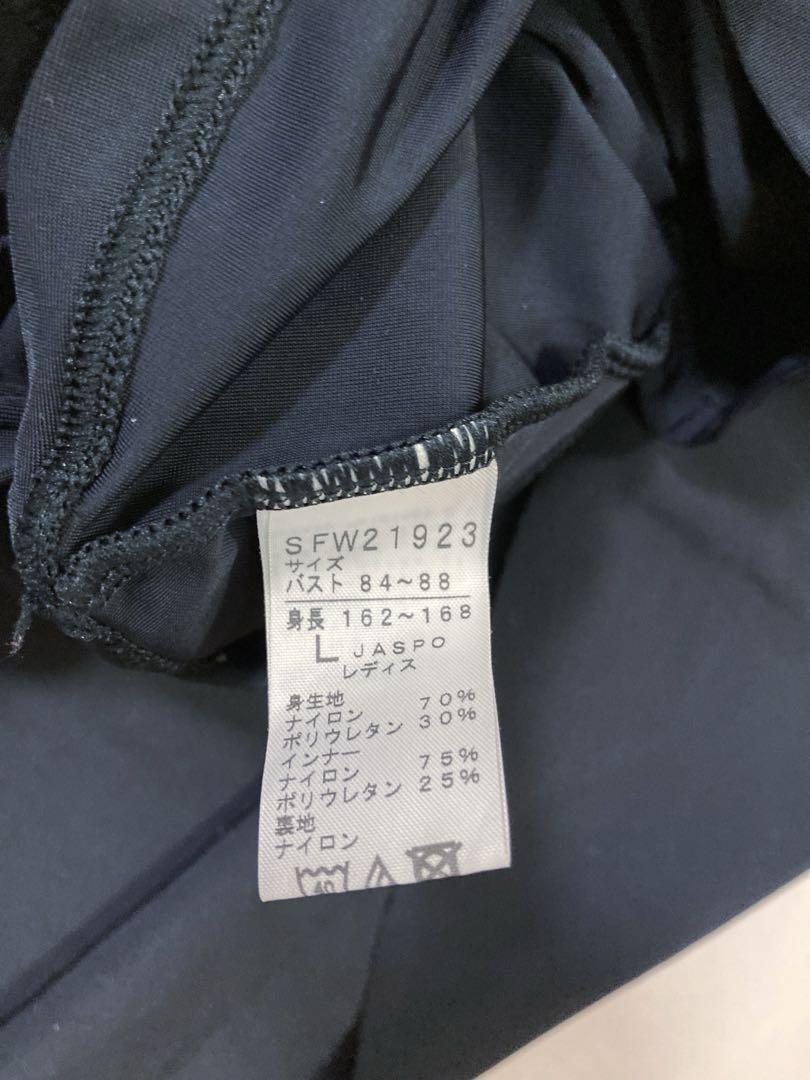 SFW21923
サイズ
バスト 84～88
身長 162～168
L JASPO
レディス
身生地
ナイロン 70%
ポリウレタン 30%
インナー
ナイロン 75%
ポリウレタン 25%
裏地
ナイロン
40